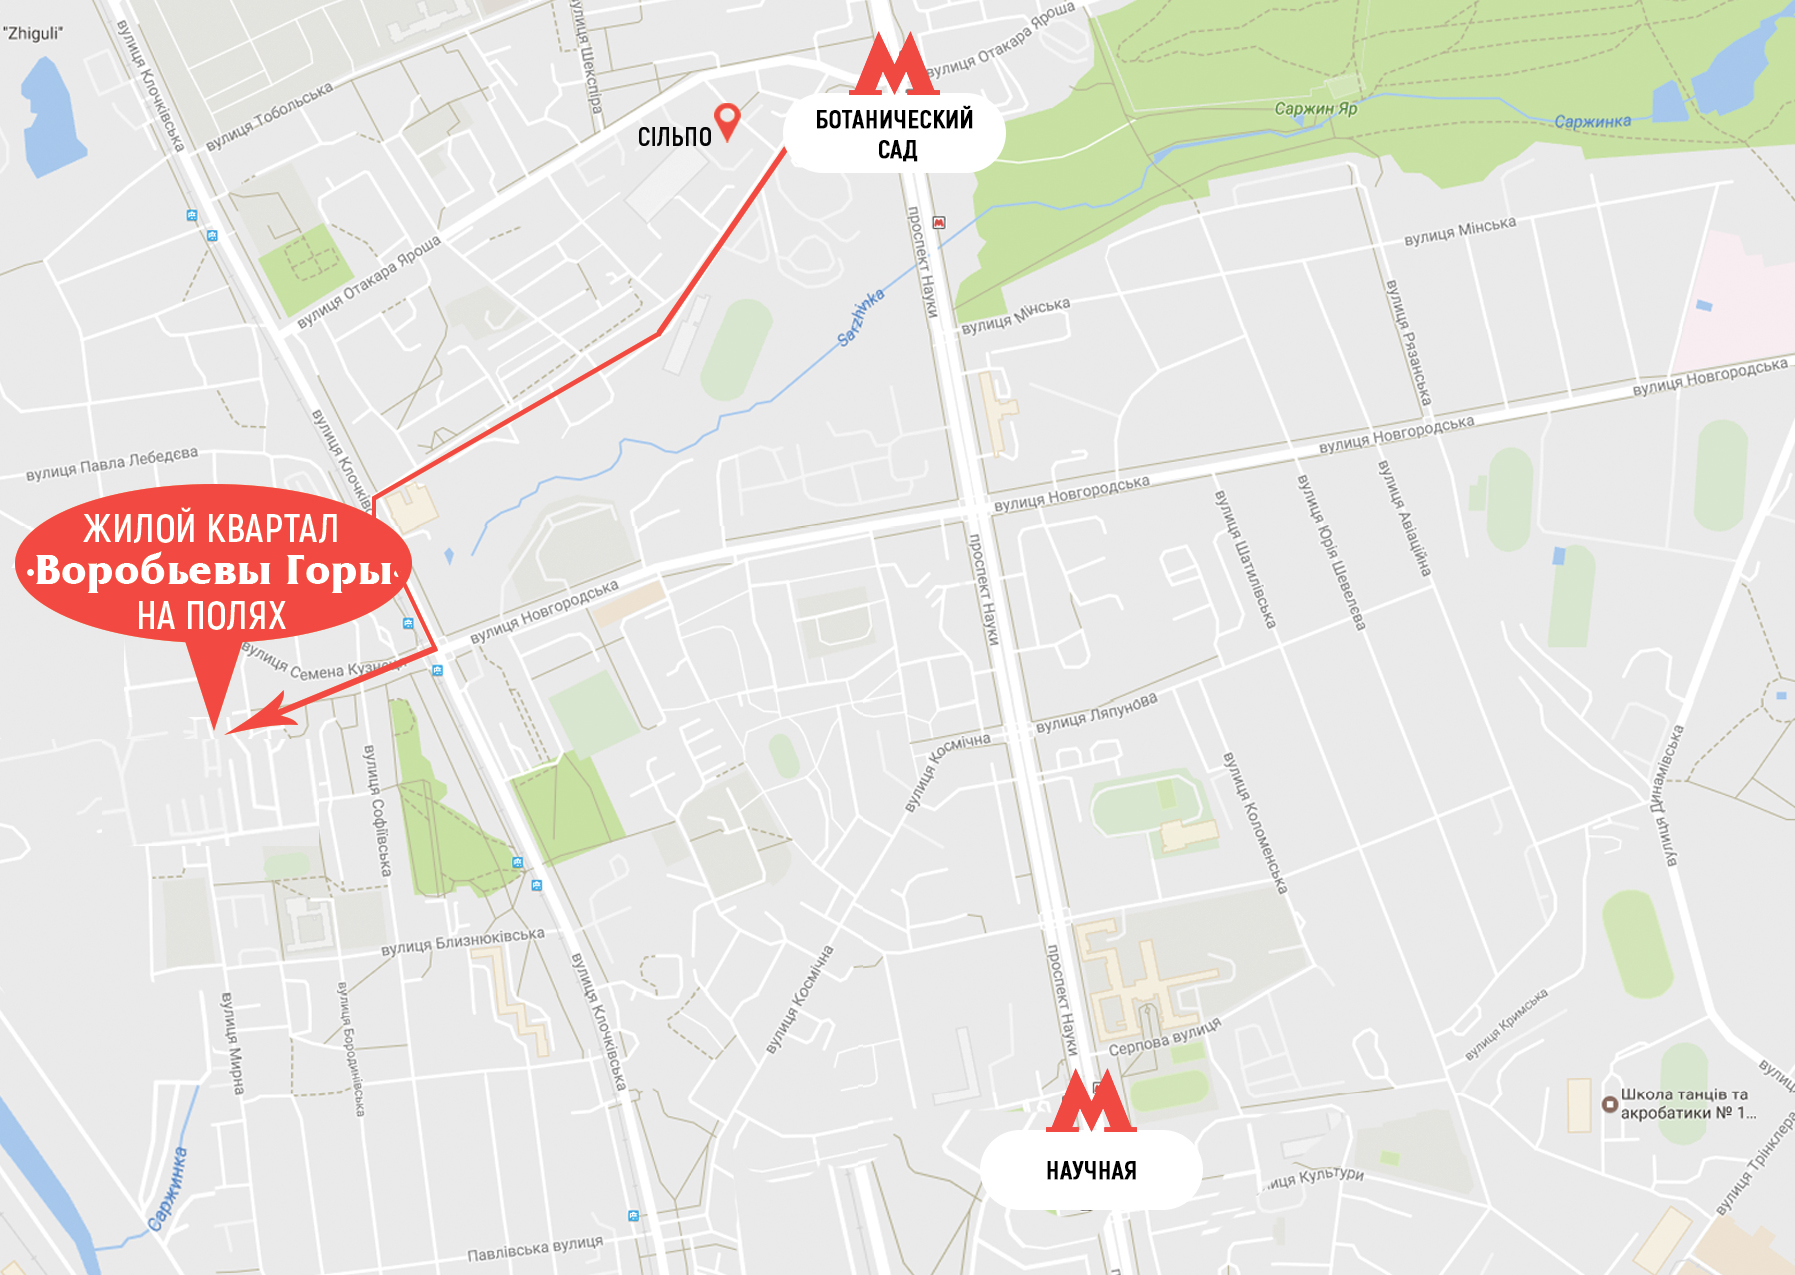 "Zhiguli"
вулиця Клочківська
вулиця Шекспіра
вулиця Отакара Яроша
вулиця Тобольська
СІЛЬПО
БОТАНИЧЕСКИЙ
САД
Саржин Яр
Саржинка
проспект Науки
вулиця Мінська
вулиця Отакара Яроша
Sarzhinka
вулиця Мінська
вулиця Рязанська
вулиця Новгородська
вулиця Новгородська
вулиця Клочківс
вулиця Павла Лебедєва
ЖИЛОЙ КВАРТАЛ
·Воробьевы Горы·
НА ПОЛЯХ
вулиця Новгородська
вулиця Шатилівська
вулиця Юрія Шевелєва
вулиця Авіаційна
проспект Науки
вулиця Новгородська
вулиця Семена Кузнеця
вулиця Ляпунова
вулиця Космічна
вулиця Софіївська
вулиця Коломенська
вулиця Динамівська
вулиця Близнюківська
вулиця Клочківська
вулиця Космічна
проспект Науки
Серпова вулиця
вулиця Кримська
вулиця Мирна
вулиця Бородинівська
Школа танців та
акробатики № 1...
НАУЧНАЯ
лиця Культури
вулиця Трінклера
Саржинка
Павлівська вулиця